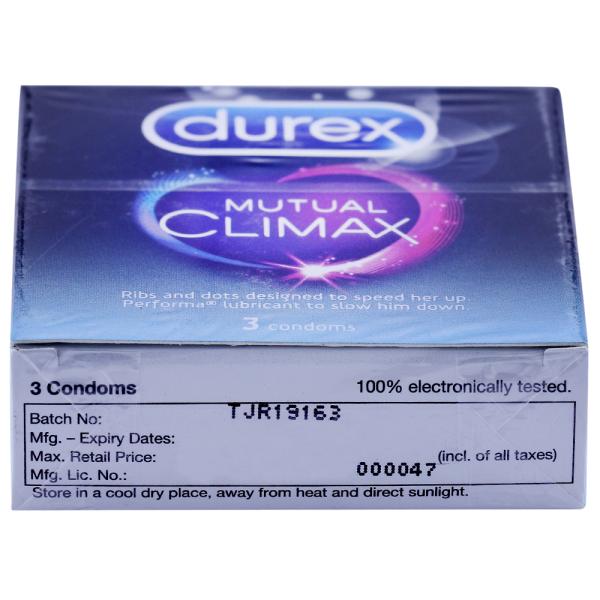 durex
MUTUAL
CLIMAX
Ribs and dots designed to speed her up
Performa® lubricant to slow him down.
3 condoms
3 Condoms 100% electronically tested.
Batch No: TJR19163
Mfg. – Expiry Dates:
Max. Retail Price: (incl. of all taxes)
Mfg. Lic. No.: 000047
Store in a cool dry place, away from heat and direct sunlight.